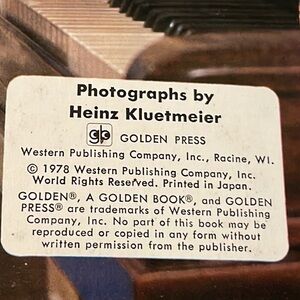 Photographs by
Heinz Kluetmeier
gp GOLDEN PRESS
Western Publishing Company, Inc., Racine, WI.
© 1978 Western Publishing Company, Inc.
World Rights Reserved. Printed in Japan.
GOLDEN®, A GOLDEN BOOK®, and GOLDEN
PRESS® are trademarks of Western Publishing
Company, Inc. No part of this book may be
reproduced or copied in any form without
written permission from the publisher.